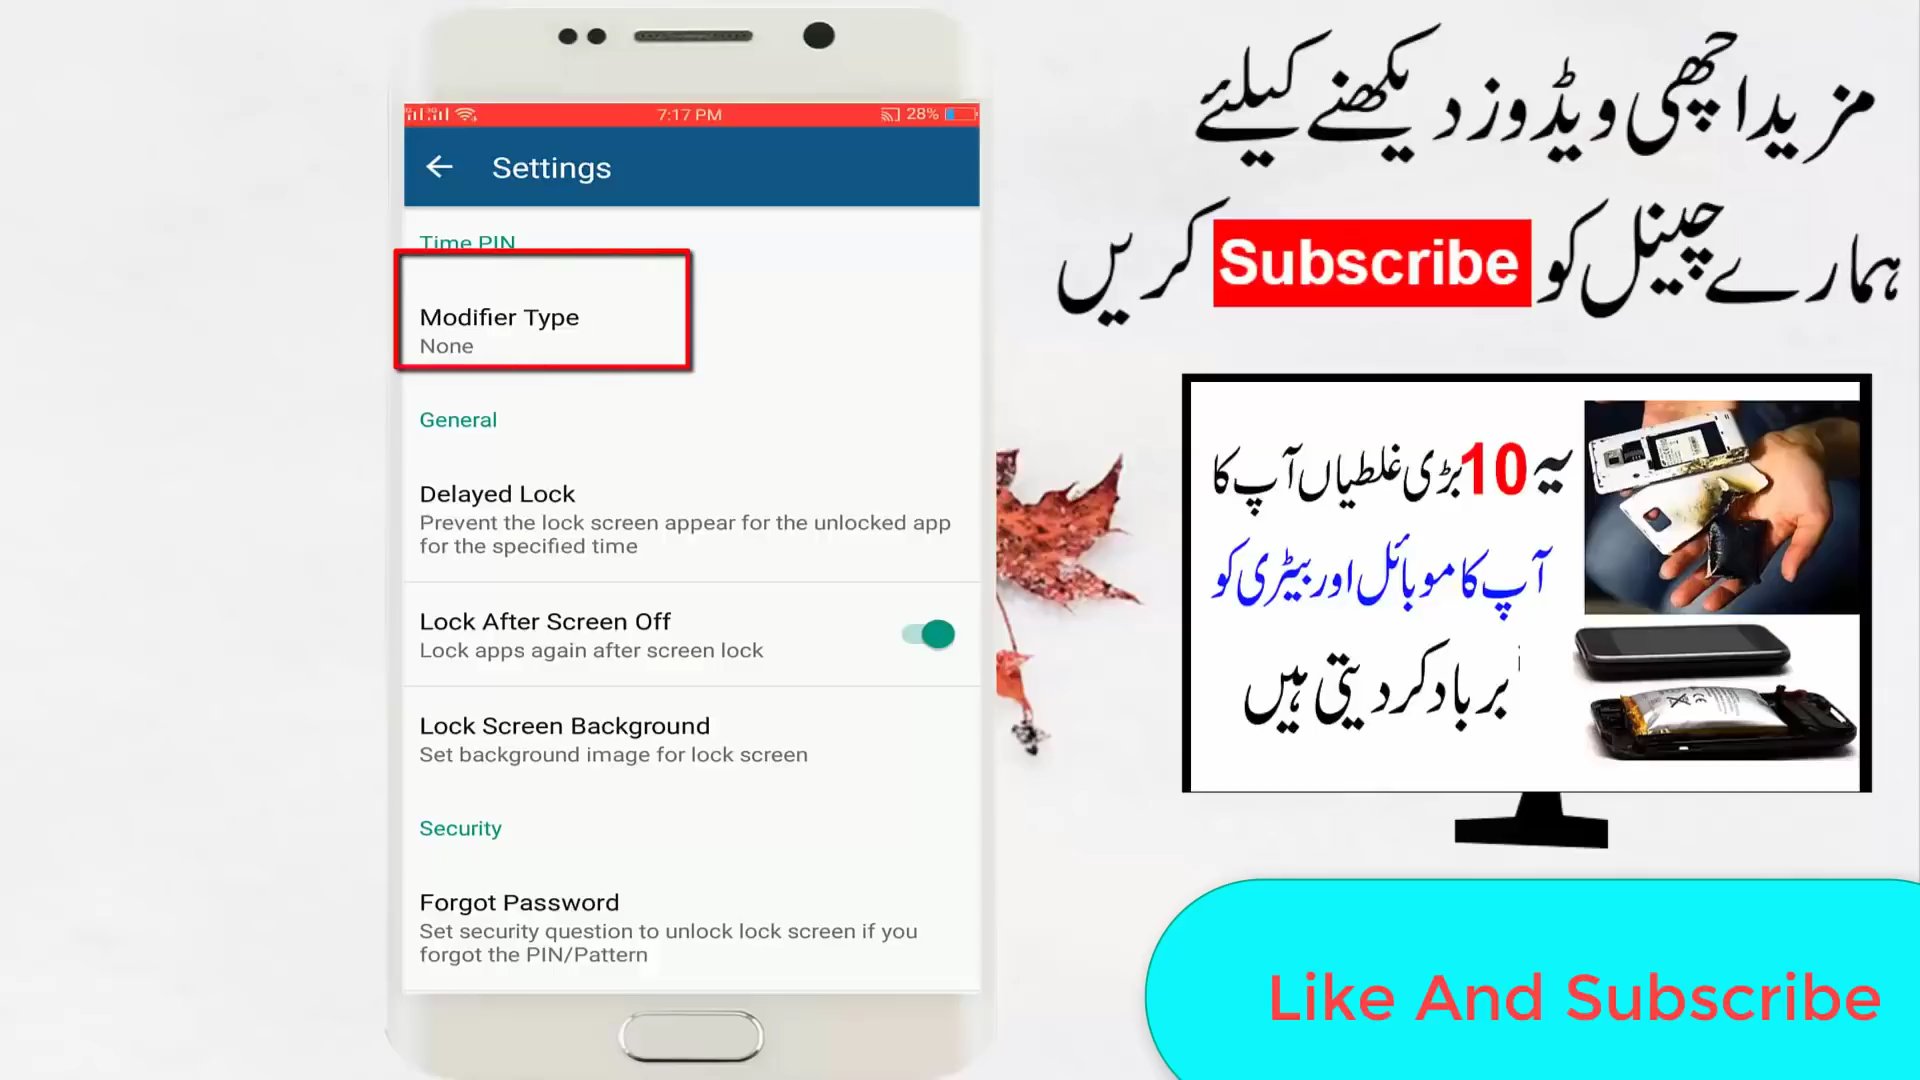 7:17 PM
28%
Settings
Time PIN
Modifier Type
None
General
Delayed Lock
Prevent the lock screen appear for the unlocked app
for the specified time
Lock After Screen Off
Lock apps again after screen lock
Lock Screen Background
Set background image for lock screen
Security
Forgot Password
Set security question to unlock lock screen if you
forgot the PIN/Pattern
مزید اچھی ویڈوز دیکھنے کیلئے
ہمارے چینل کو Subscribe کریں
یہ 10 بڑی غلطیاں آپ کا
آپ کا موبائل اور بیٹری کو
برباد کر دیتی ہیں
Like And Subscribe